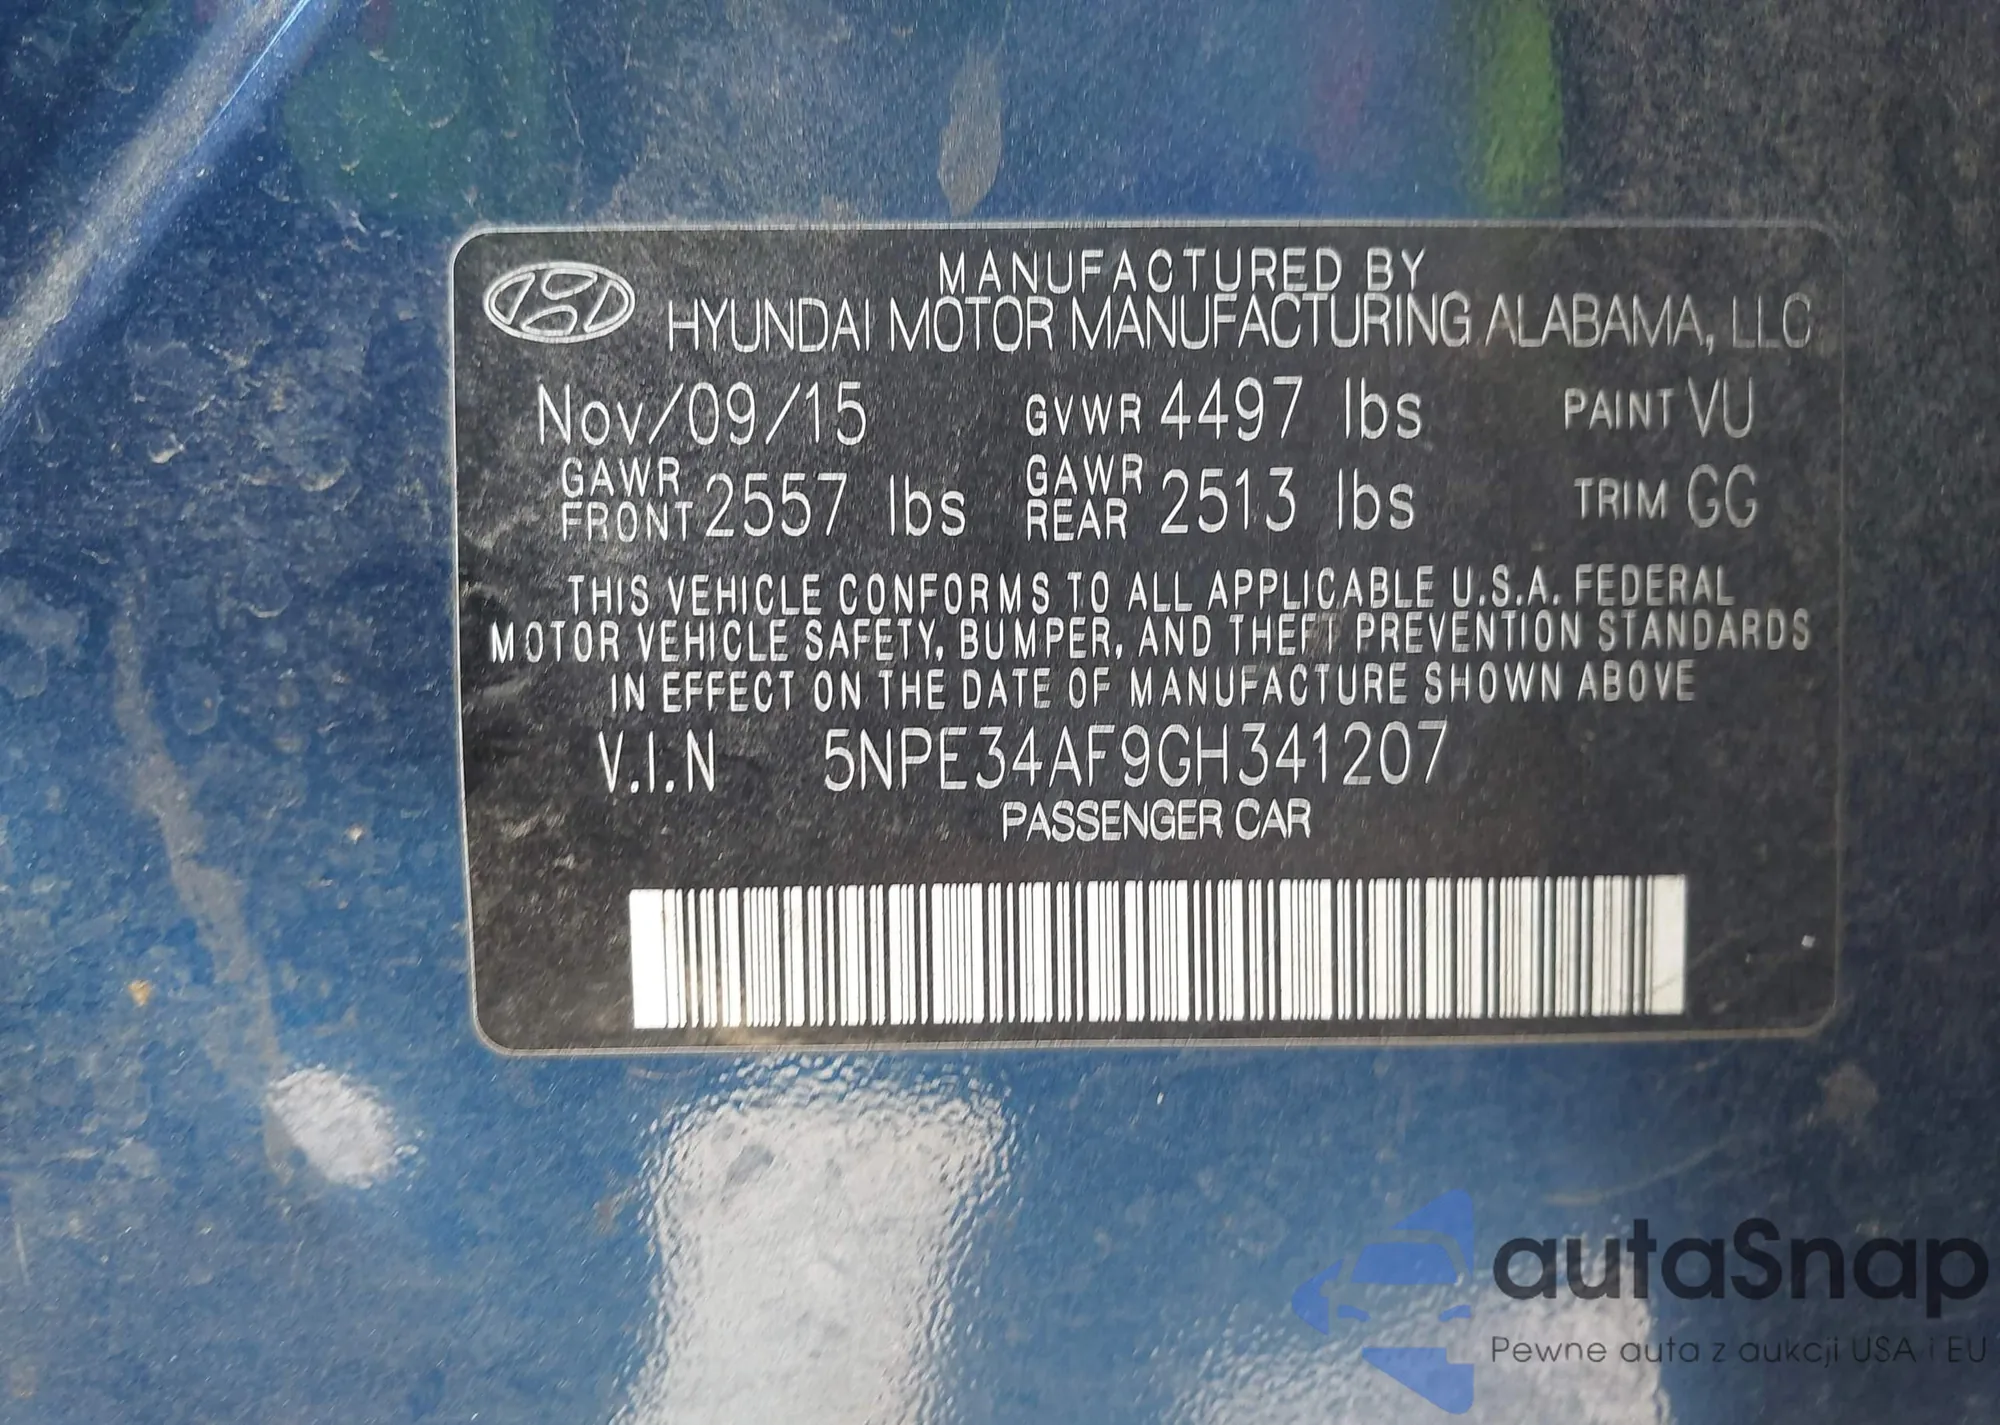 MANUFACTURED BY
HYUNDAI MOTOR MANUFACTURING ALABAMA, LLC
Nov/09/15 GVWR 4497 lbs PAINT VU
GAWR FRONT 2557 lbs GAWR REAR 2513 lbs TRIM GG
THIS VEHICLE CONFORMS TO ALL APPLICABLE U.S.A. FEDERAL
MOTOR VEHICLE SAFETY, BUMPER, AND THEFT PREVENTION STANDARDS
IN EFFECT ON THE DATE OF MANUFACTURE SHOWN ABOVE
V.I.N 5NPE34AF9GH341207
PASSENGER CAR
autaSnap
Pewne auta z aukcji USA i EU